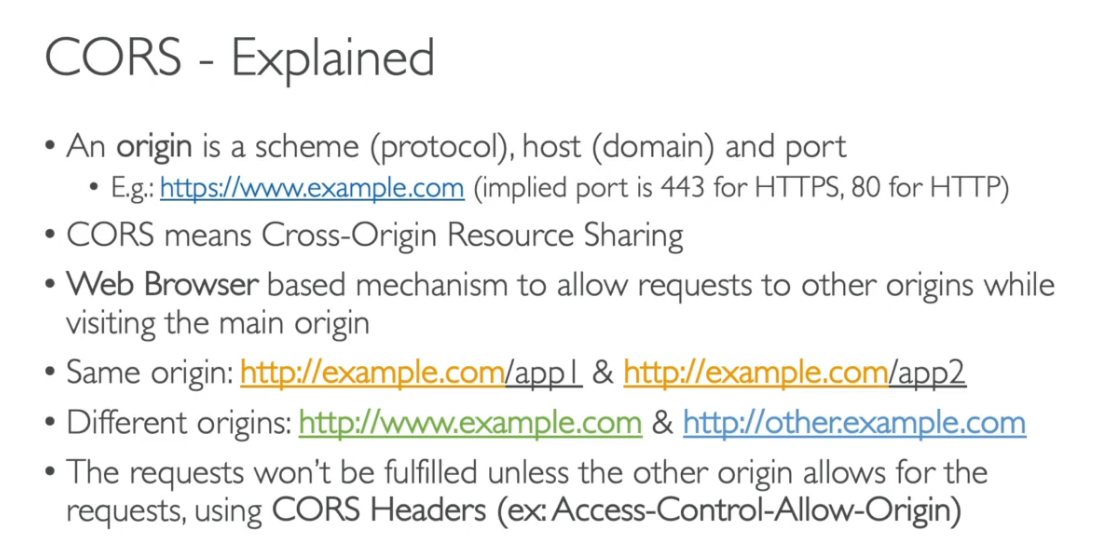 CORS - Explained
• An origin is a scheme (protocol), host (domain) and port
• E.g.: https://www.example.com (implied port is 443 for HTTPS, 80 for HTTP)
• CORS means Cross-Origin Resource Sharing
• Web Browser based mechanism to allow requests to other origins while
visiting the main origin
• Same origin: http://example.com/app1 & http://example.com/app2
• Different origins: http://www.example.com & http://other.example.com
• The requests won't be fulfilled unless the other origin allows for the
requests, using CORS Headers (ex: Access-Control-Allow-Origin)